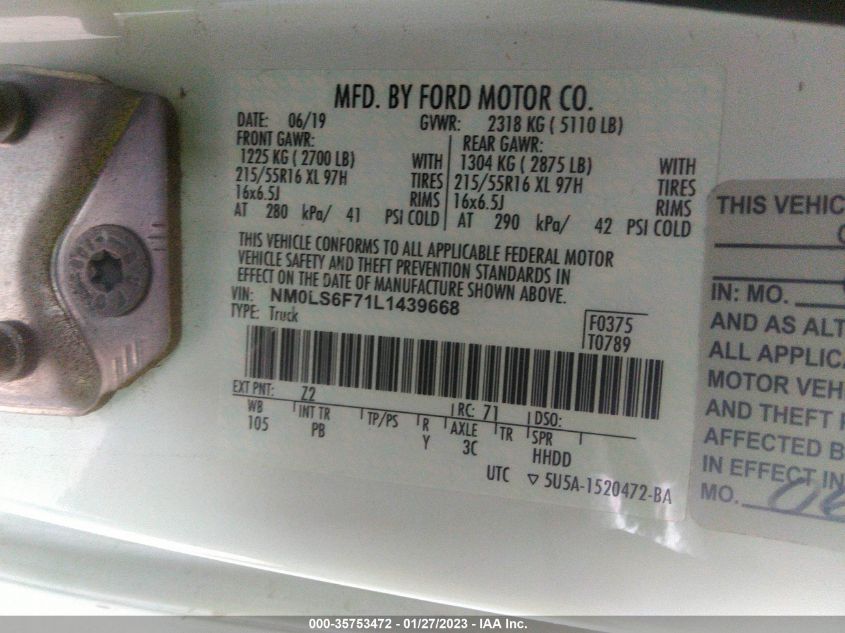 MFD. BY FORD MOTOR CO.
DATE: 06/19 GVWR: 2318 KG ( 5110 LB)
FRONT GAWR: REAR GAWR:
1225 KG ( 2700 LB) WITH 1304 KG ( 2875 LB) WITH
215/55R16 XL 97H TIRES 215/55R16 XL 97H TIRES
16x6.5J RIMS 16x6.5J RIMS
AT 280 kPa/ 41 PSI COLD AT 290 kPa/ 42 PSI COLD
THIS VEHICLE CONFORMS TO ALL APPLICABLE FEDERAL MOTOR
VEHICLE SAFETY AND THEFT PREVENTION STANDARDS IN
EFFECT ON THE DATE OF MANUFACTURE SHOWN ABOVE.
VIN: NM0LS6F71L1439668
TYPE: Truck
F0375
T0789
EXT PNT: Z2 RC: 71 DSO:
WB INT TR TP/PS R AXLE TR SPR
105 PB Y 3C HHDD
UTC ▽ 5U5A-1520472-BA
THIS VEHIC
IN: MO.
AND AS ALT
ALL APPLICA
MOTOR VEH
AND THEFT
AFFECTED B
IN EFFECT IN
MO.
000-35753472 — 01/27/2023 — IAA Inc.